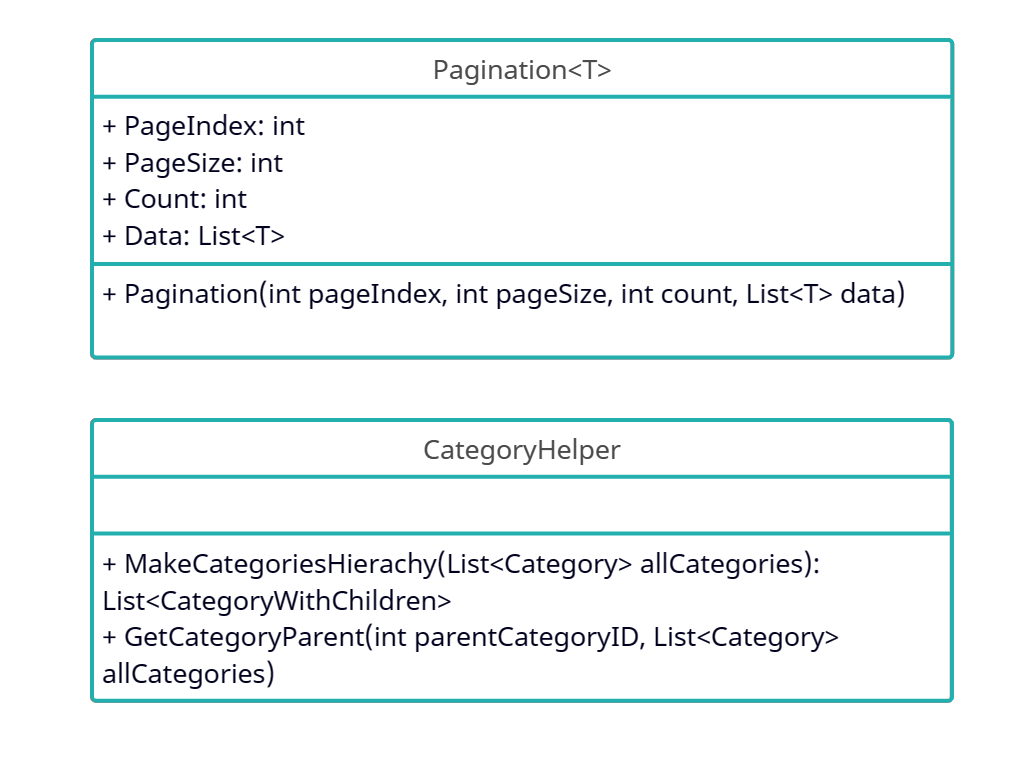 Pagination<T>
+ PageIndex: int
+ PageSize: int
+ Count: int
+ Data: List<T>
+ Pagination(int pageIndex, int pageSize, int count, List<T> data)
CategoryHelper
+ MakeCategoriesHierachy(List<Category> allCategories):
List<CategoryWithChildren>
+ GetCategoryParent(int parentCategoryID, List<Category>
allCategories)